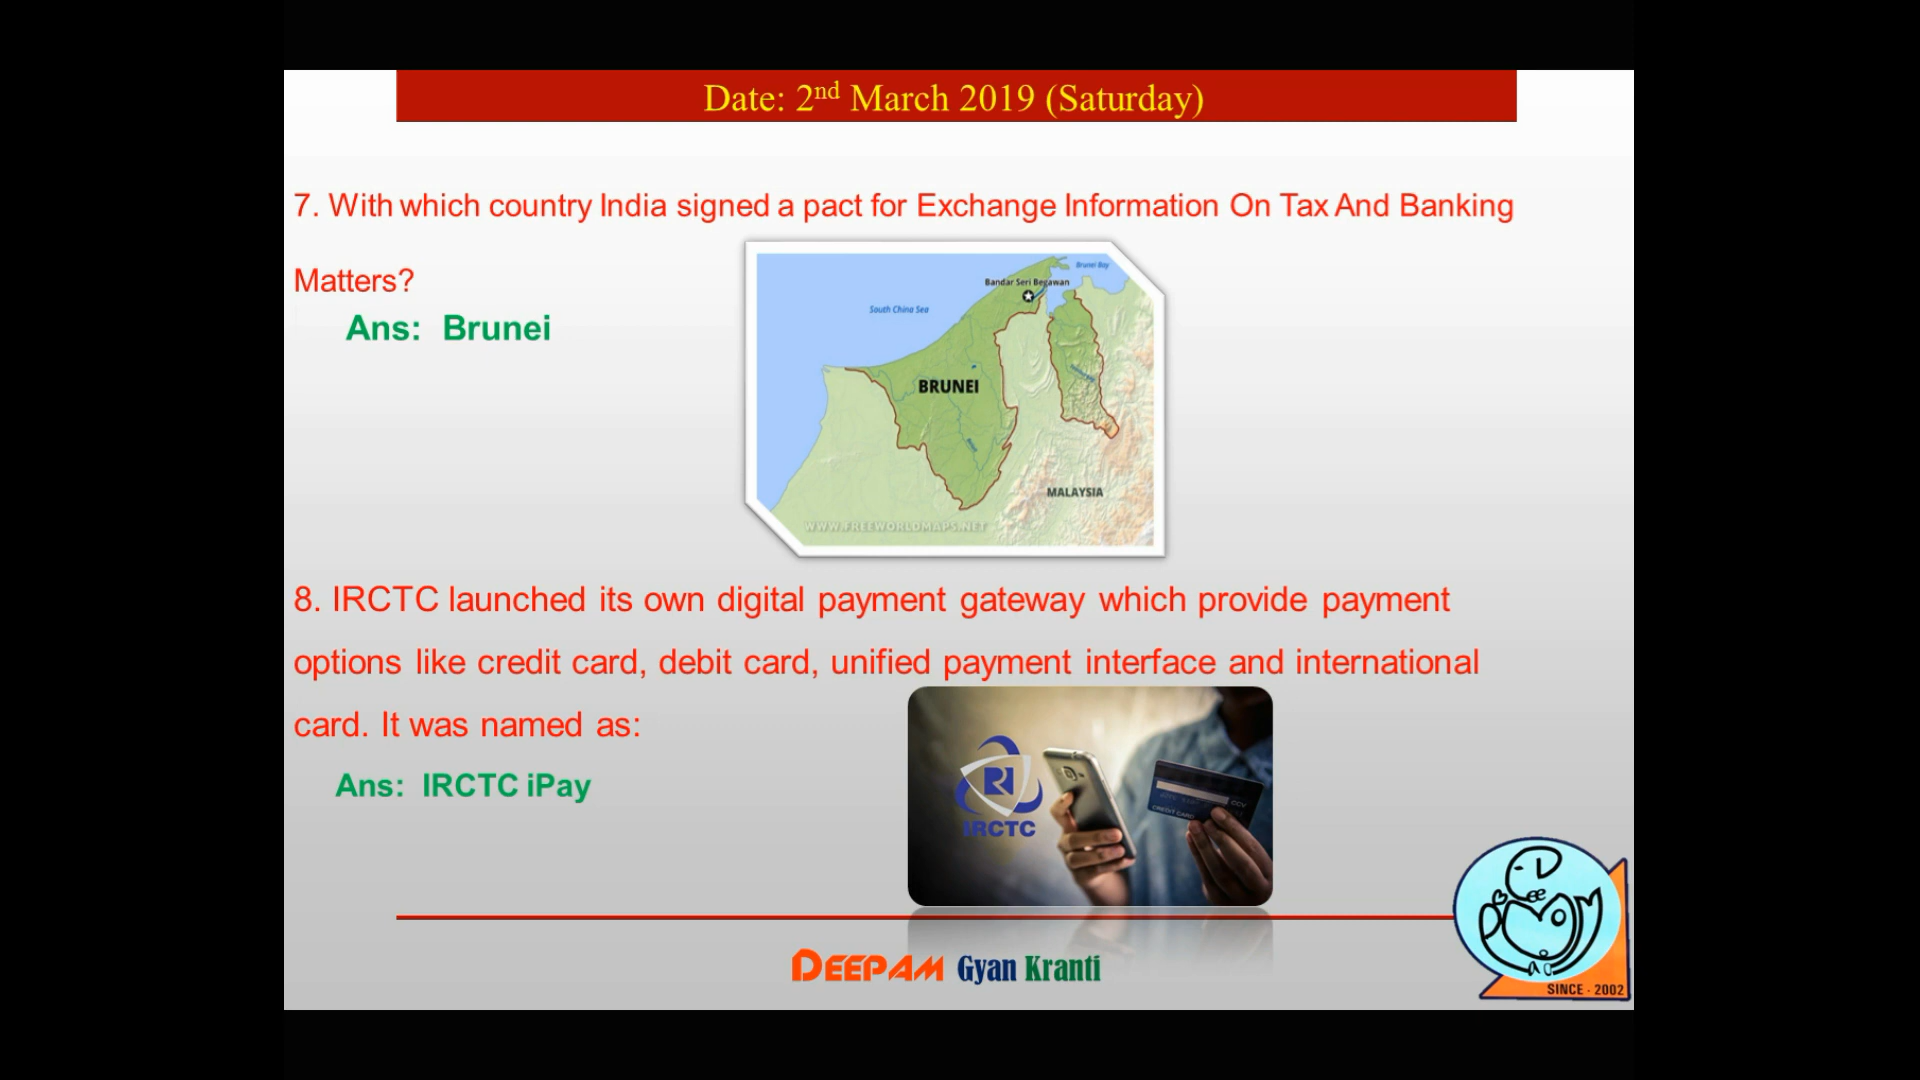 Date: 2nd March 2019 (Saturday)
7. With which country India signed a pact for Exchange Information On Tax And Banking
Matters?
Ans: Brunei
Brunei Bay
Bandar Seri Begawan
South China Sea
BRUNEI
MALAYSIA
WWW.FREEWORLDMAPS.NET
8. IRCTC launched its own digital payment gateway which provide payment
options like credit card, debit card, unified payment interface and international
card. It was named as:
Ans: IRCTC iPay
IRCTC
CCV
CREDIT CARD
DEEPAM Gyan Kranti
SINCE - 2002